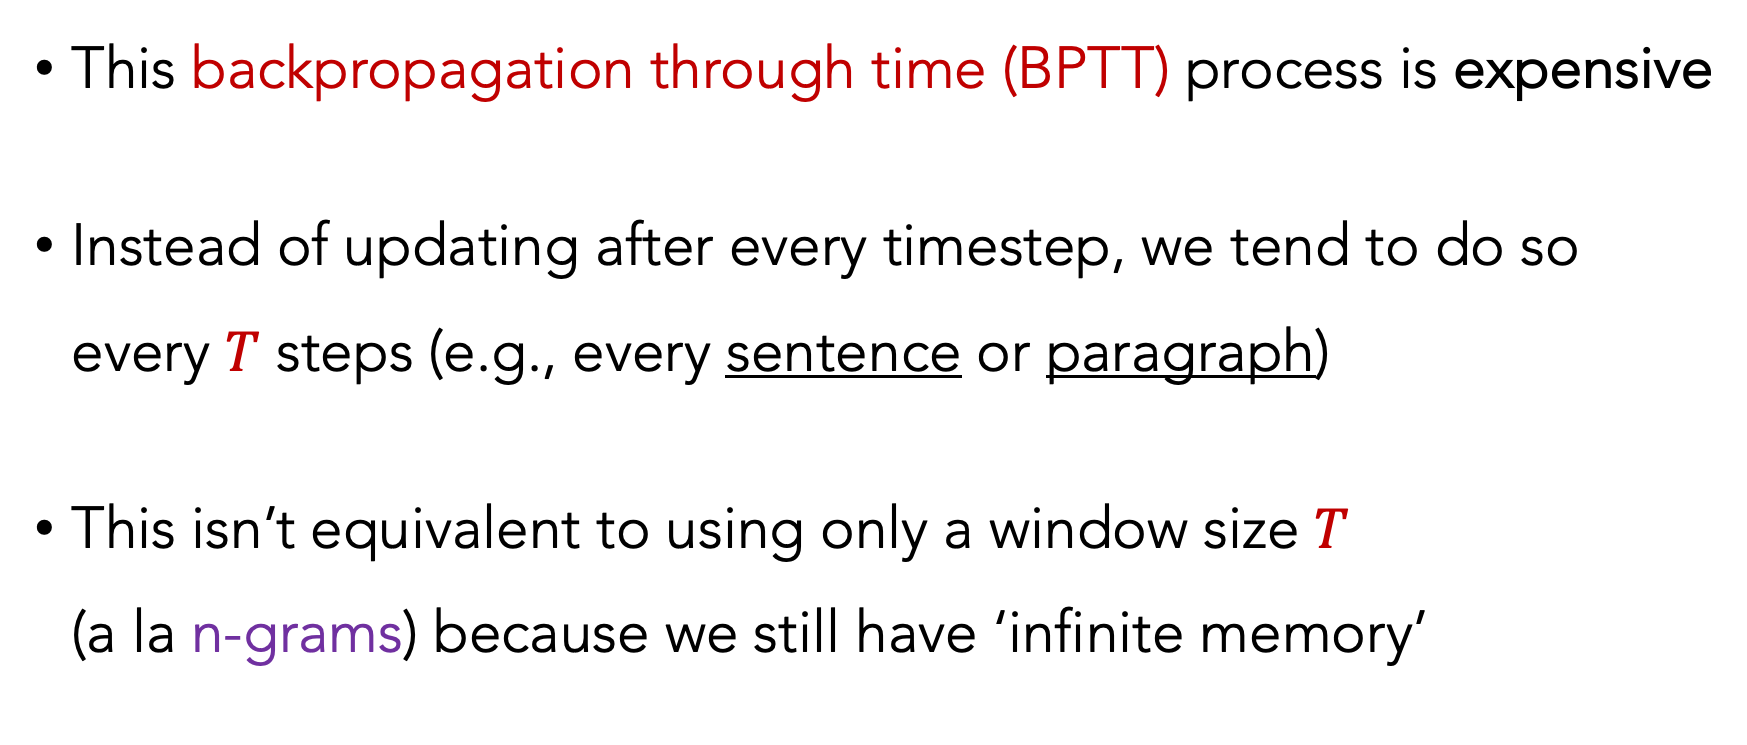 • This backpropagation through time (BPTT) process is expensive
• Instead of updating after every timestep, we tend to do so
every T steps (e.g., every sentence or paragraph)
• This isn’t equivalent to using only a window size T
(a la n-grams) because we still have ‘infinite memory’